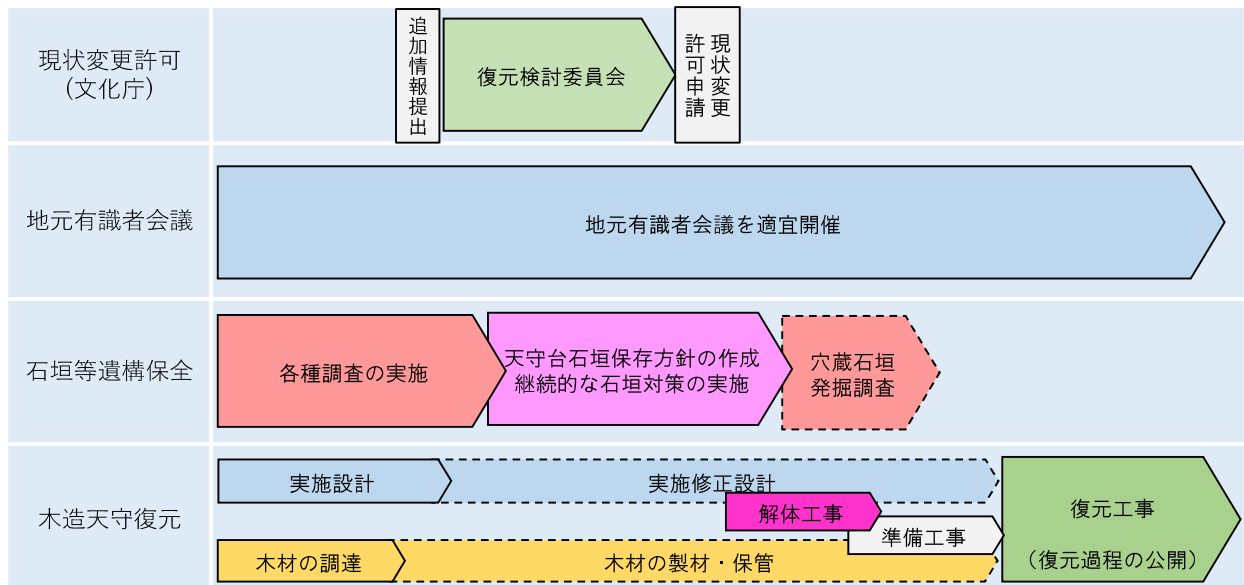 現状変更許可
(文化庁)
追加情報提出
復元検討委員会
現状変更
許可申請
地元有識者会議
地元有識者会議を適宜開催
石垣等遺構保全
各種調査の実施
天守台石垣保存方針の作成
継続的な石垣対策の実施
穴蔵石垣
発掘調査
木造天守復元
実施設計
実施修正設計
解体工事
準備工事
木材の調達
木材の製材・保管
復元工事
(復元過程の公開)